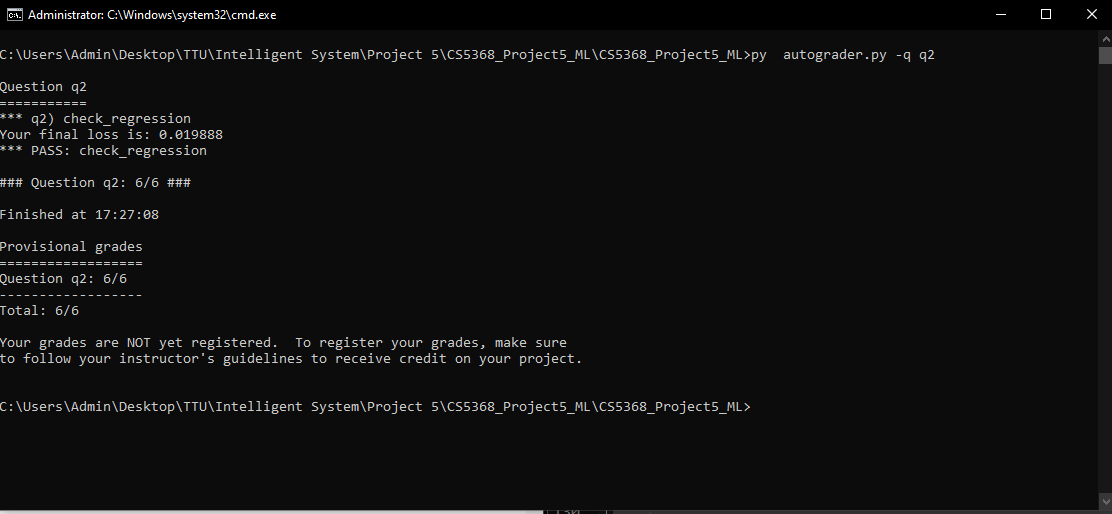 Administrator: C:\Windows\system32\cmd.exe
C:\Users\Admin\Desktop\TTU\Intelligent System\Project 5\CS5368_Project5_ML\CS5368_Project5_ML>py  autograder.py -q q2
Question q2
===========
*** q2) check_regression
Your final loss is: 0.019888
*** PASS: check_regression
### Question q2: 6/6 ###
Finished at 17:27:08
Provisional grades
==================
Question q2: 6/6
------------------
Total: 6/6
Your grades are NOT yet registered.  To register your grades, make sure
to follow your instructor's guidelines to receive credit on your project.
C:\Users\Admin\Desktop\TTU\Intelligent System\Project 5\CS5368_Project5_ML\CS5368_Project5_ML>